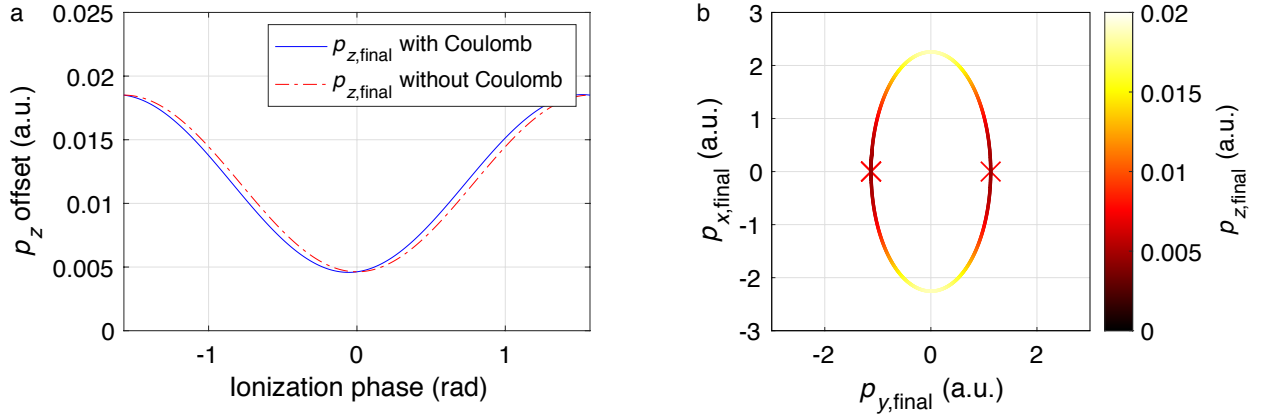 a
0.025
0.02
0.015
0.01
0.005
0
p_z offset (a.u.)
-1
0
1
Ionization phase (rad)
p_z,final with Coulomb
p_z,final without Coulomb
b
3
2
1
0
-1
-2
-3
p_x,final (a.u.)
-2
0
2
p_y,final (a.u.)
0.02
0.015
0.01
0.005
0
p_z,final (a.u.)